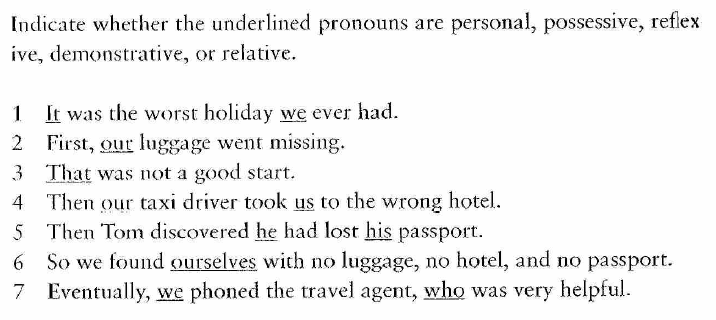 Indicate whether the underlined pronouns are personal, possessive, reflex
ive, demonstrative, or relative.
1 It was the worst holiday we ever had.
2 First, our luggage went missing.
3 That was not a good start.
4 Then our taxi driver took us to the wrong hotel.
5 Then Tom discovered he had lost his passport.
6 So we found ourselves with no luggage, no hotel, and no passport.
7 Eventually, we phoned the travel agent, who was very helpful.